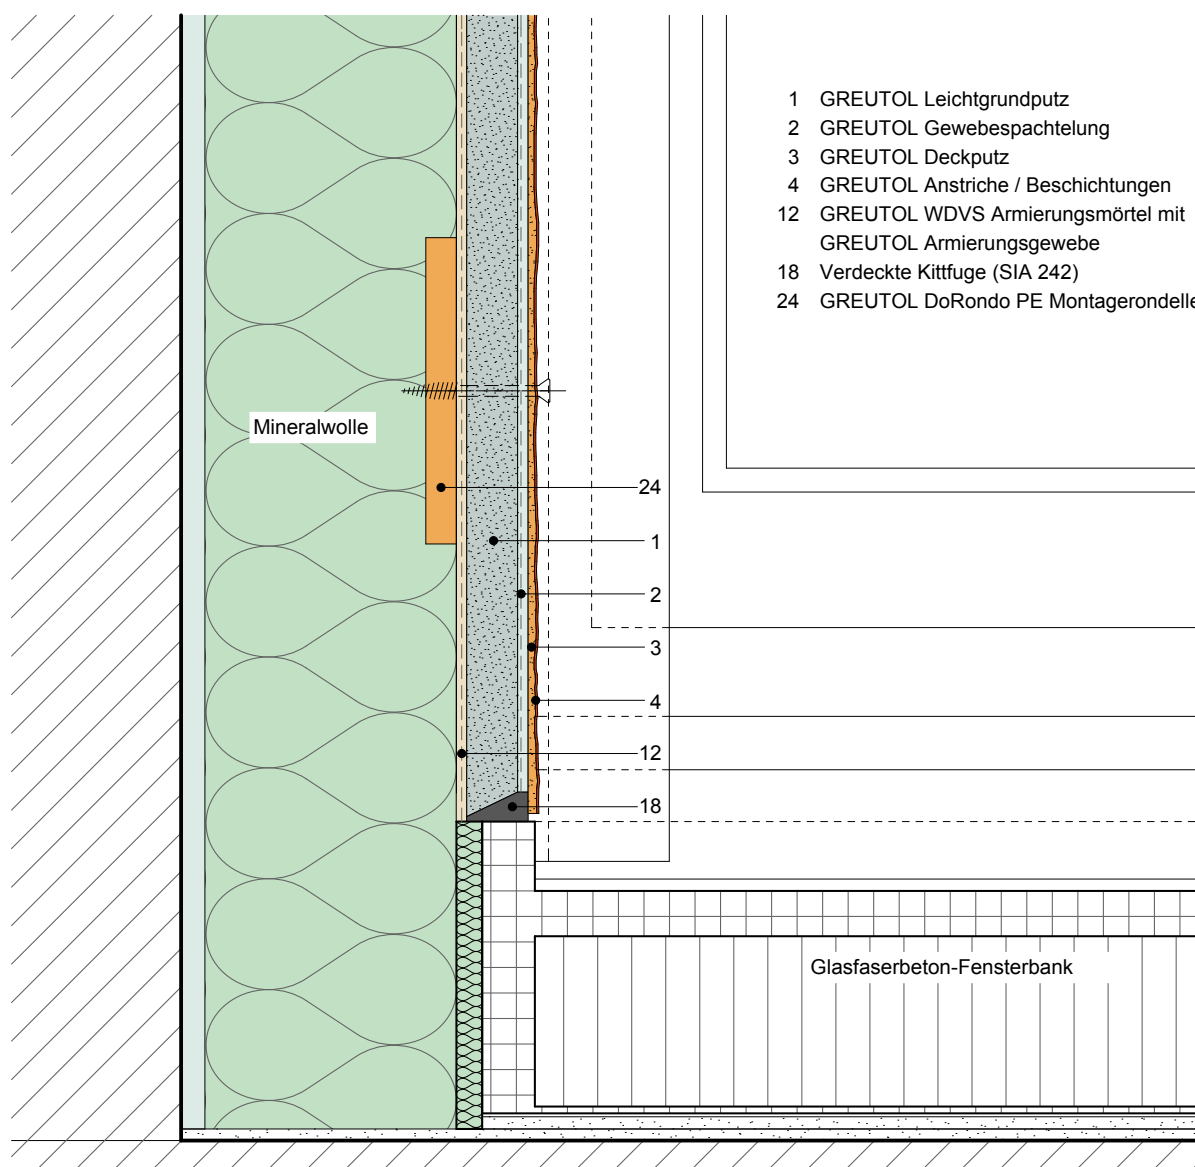 1 GREUTOL Leichtgrundputz
2 GREUTOL Gewebespachtelung
3 GREUTOL Deckputz
4 GREUTOL Anstriche / Beschichtungen
12 GREUTOL WDVS Armierungsmörtel mit
GREUTOL Armierungsgewebe
18 Verdeckte Kittfuge (SIA 242)
24 GREUTOL DoRondo PE Montagerondelle
Mineralwolle
24
1
2
3
4
12
18
Glasfaserbeton-Fensterbank